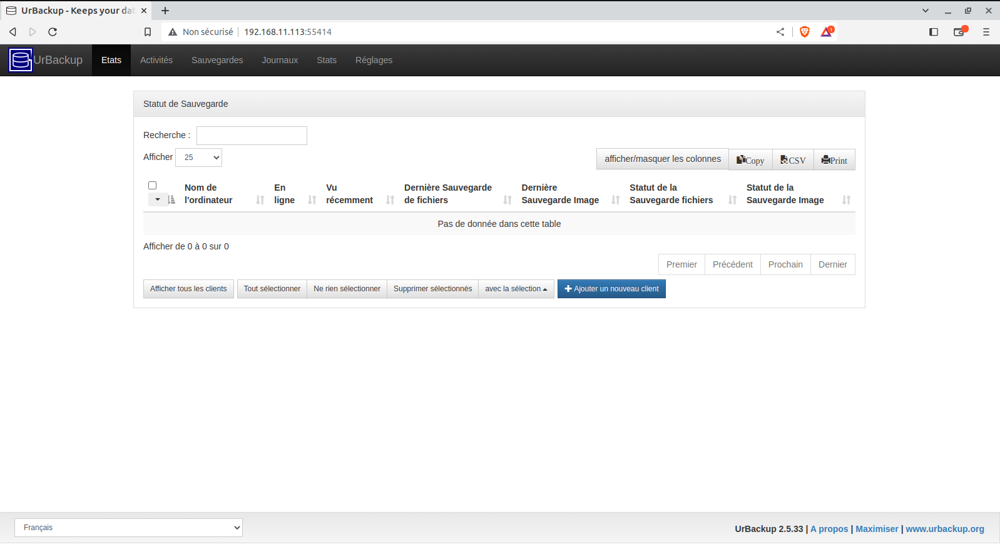 UrBackup - Keeps your dat
Non sécurisé 192.168.11.113:55414
1
UrBackup Etats Activités Sauvegardes Journaux Stats Réglages
Statut de Sauvegarde
Recherche :
Afficher 25 afficher/masquer les colonnes Copy CSV Print
Nom de l'ordinateur
En ligne
Vu récemment
Dernière Sauvegarde de fichiers
Dernière Sauvegarde Image
Statut de la Sauvegarde fichiers
Statut de la Sauvegarde Image
Pas de donnée dans cette table
Afficher de 0 à 0 sur 0
Premier Précédent Prochain Dernier
Afficher tous les clients Tout sélectionner Ne rien sélectionner Supprimer sélectionnés avec la sélection Ajouter un nouveau client
Français UrBackup 2.5.33 | A propos | Maximiser | www.urbackup.org